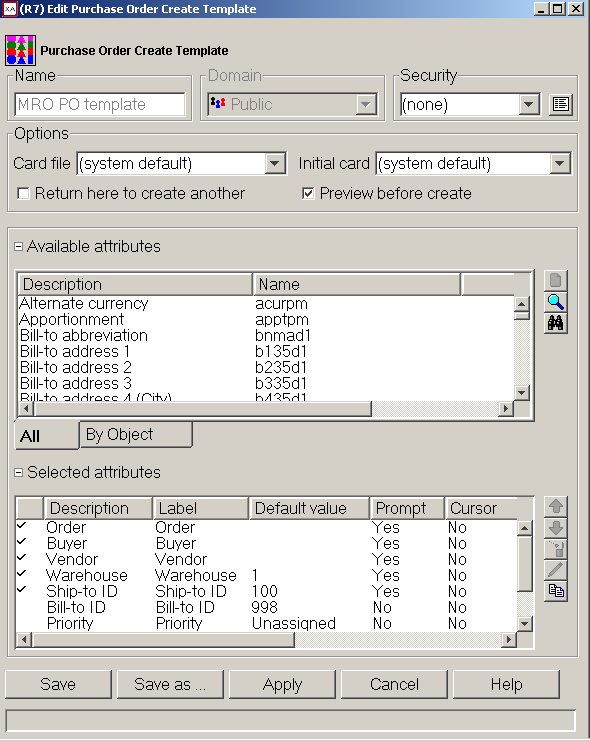 XA (R7) Edit Purchase Order Create Template
Purchase Order Create Template
Name Domain Security
MRO PO template Public (none)
Options
Card file (system default) Initial card (system default)
Return here to create another Preview before create
Available attributes
Description Name
Alternate currency acurpm
Apportionment apptpm
Bill-to abbreviation bnmad1
Bill-to address 1 b135d1
Bill-to address 2 b235d1
Bill-to address 3 b335d1
Bill-to address 4 (City) b435d1
All By Object
Selected attributes
Description Label Default value Prompt Cursor
Order Order Yes No
Buyer Buyer Yes No
Vendor Vendor Yes No
Warehouse Warehouse 1 Yes No
Ship-to ID Ship-to ID 100 Yes No
Bill-to ID Bill-to ID 998 No No
Priority Priority Unassigned No No
Save Save as ... Apply Cancel Help